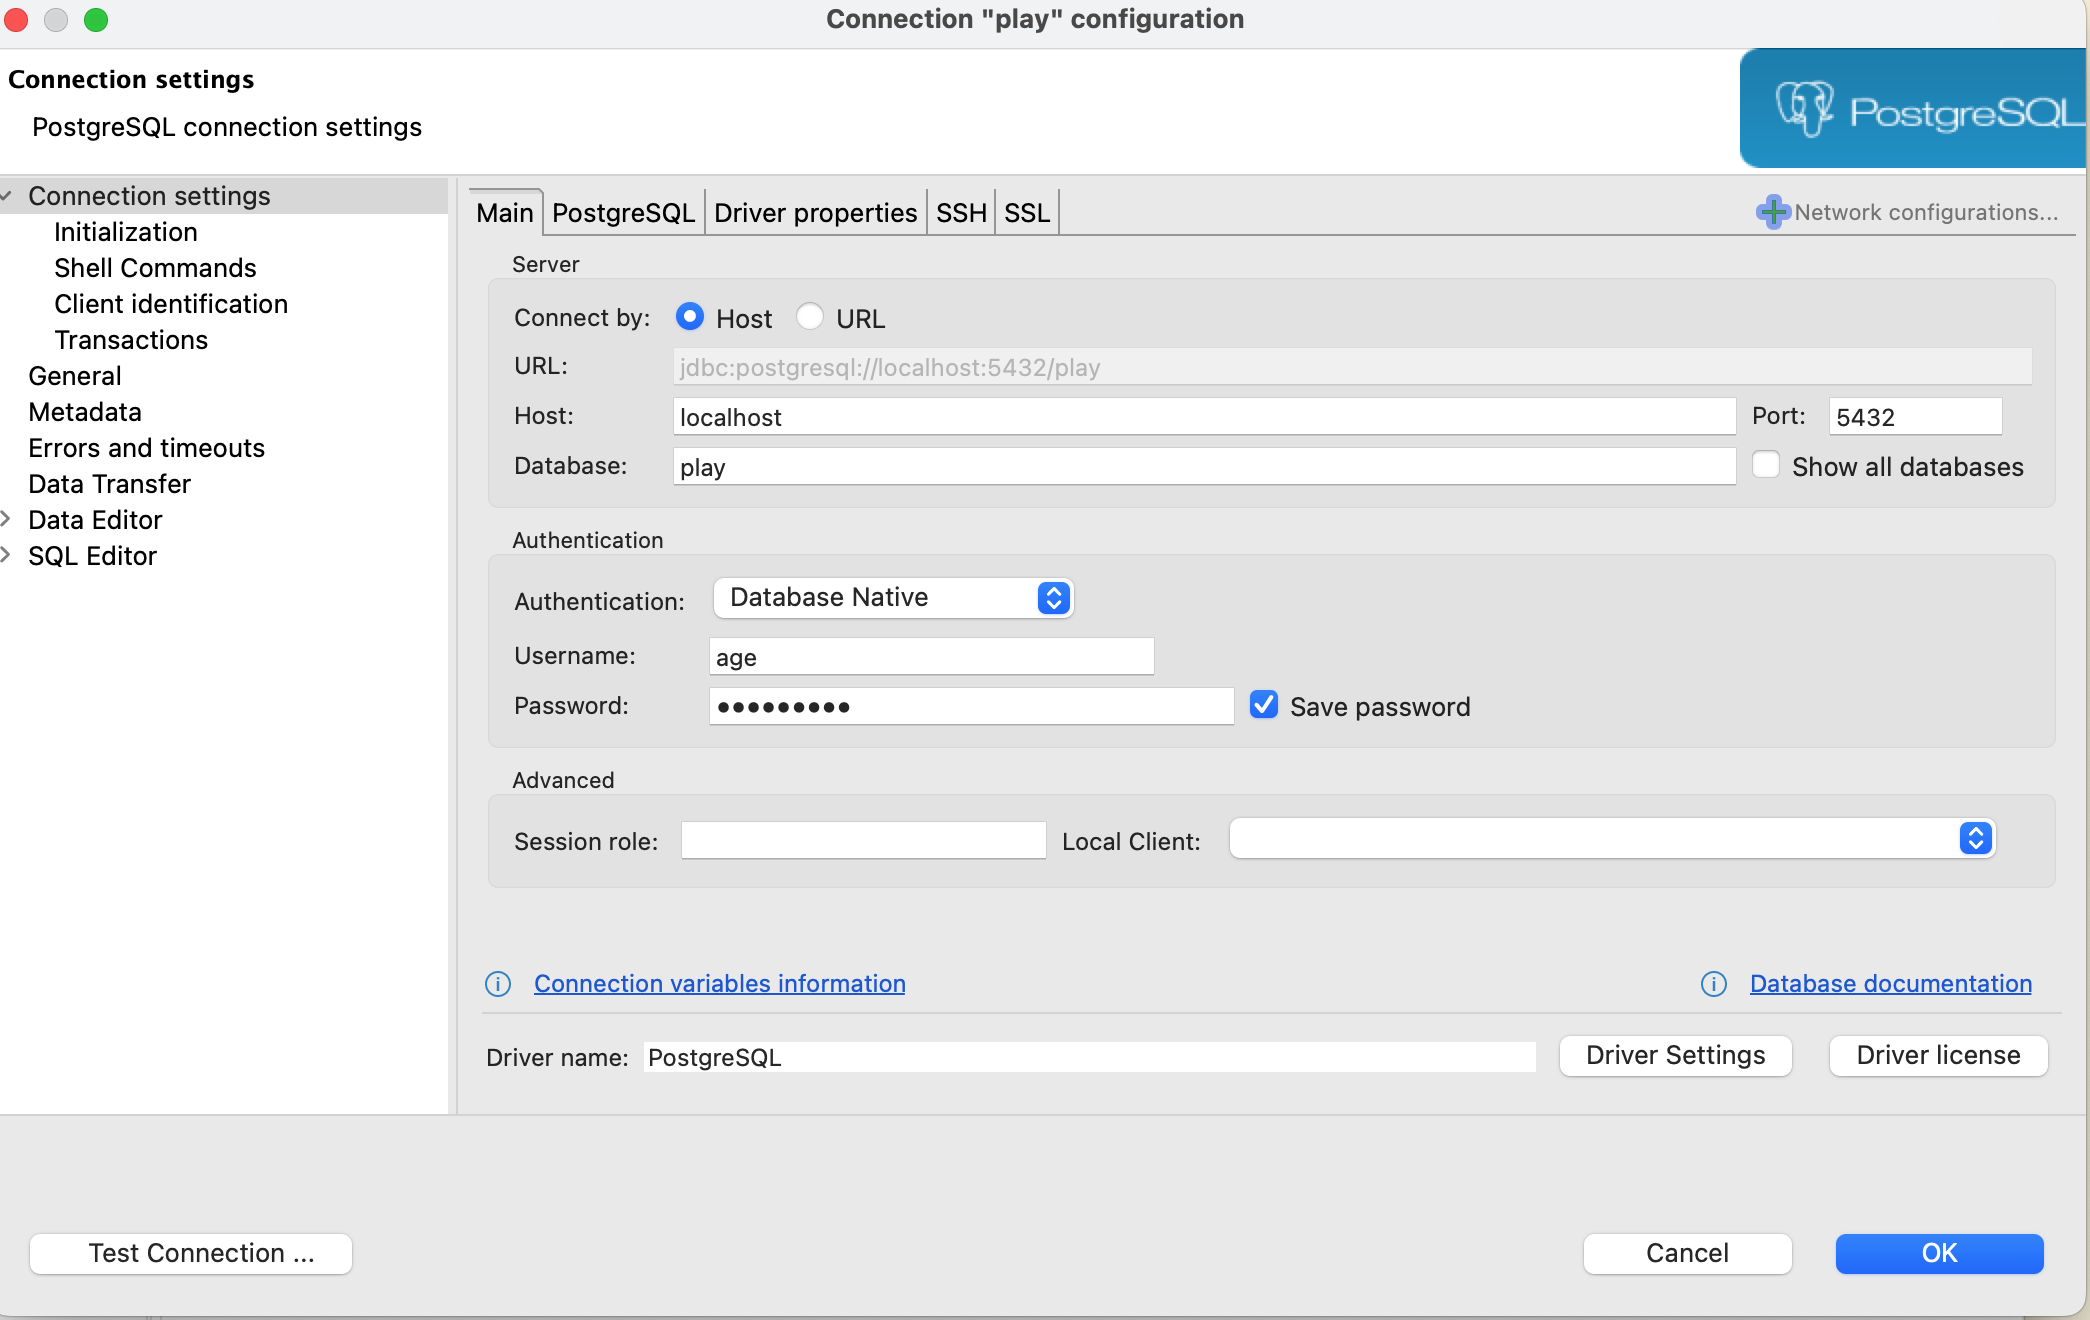 Connection "play" configuration
Connection settings
PostgreSQL connection settings
PostgreSQL
Connection settings
Initialization
Shell Commands
Client identification
Transactions
General
Metadata
Errors and timeouts
Data Transfer
Data Editor
SQL Editor
Main PostgreSQL Driver properties SSH SSL Network configurations...
Server
Connect by: Host URL
URL: jdbc:postgresql://localhost:5432/play
Host: localhost Port: 5432
Database: play Show all databases
Authentication
Authentication: Database Native
Username: age
Password: ••••••••• Save password
Advanced
Session role: Local Client:
Connection variables information Database documentation
Driver name: PostgreSQL Driver Settings Driver license
Test Connection ... Cancel OK